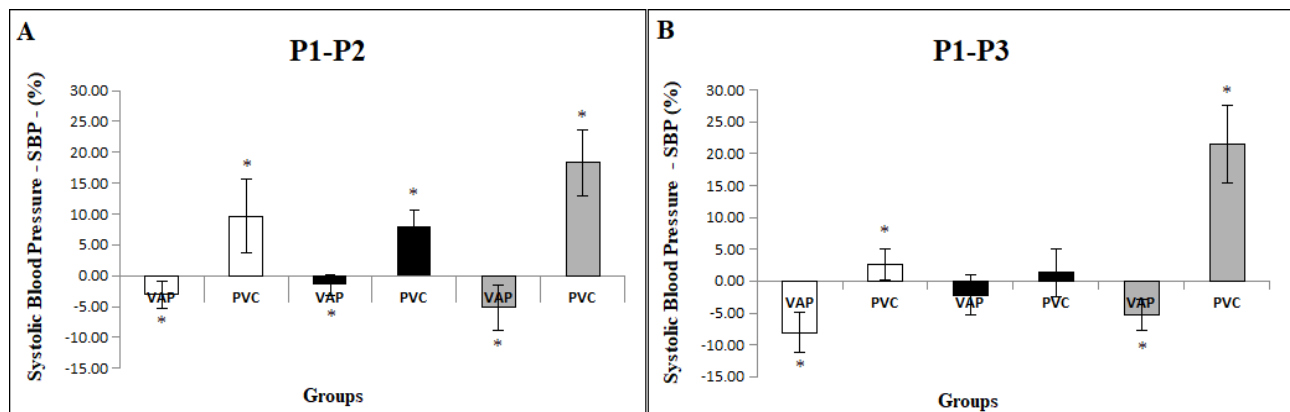 A
P1-P2
Systolic Blood Pressure - SBP - (%)
30.00
25.00
20.00
15.00
10.00
5.00
0.00
-5.00
-10.00
-15.00
*
*
*
*
*
*
VAP
PVC
VAP
PVC
VAP
PVC
Groups
B
P1-P3
Systolic Blood Pressure - SBP (%)
30.00
25.00
20.00
15.00
10.00
5.00
0.00
-5.00
-10.00
-15.00
*
*
*
*
VAP
PVC
VAP
PVC
VAP
PVC
Groups